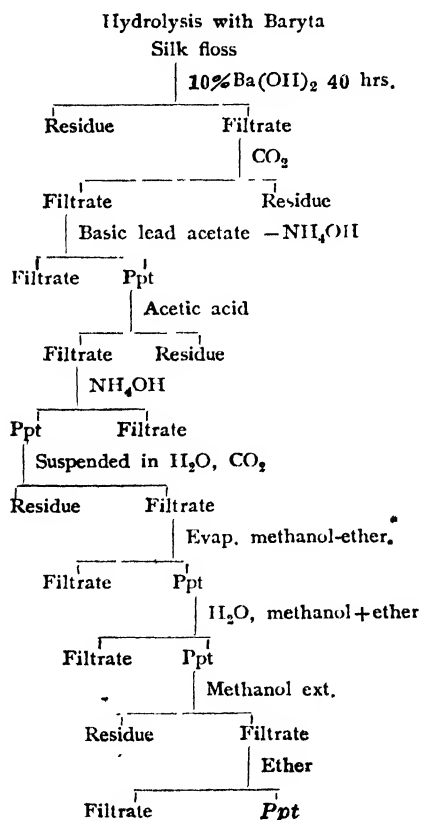 Hydrolysis with Baryta
Silk floss
10% Ba(OH)₂ 40 hrs.
Residue Filtrate
CO₂
Filtrate Residue
Basic lead acetate —NH₄OH
Filtrate Ppt
Acetic acid
Filtrate Residue
NH₄OH
Ppt Filtrate
Suspended in H₂O, CO₂
Residue Filtrate
Evap. methanol-ether.
Filtrate Ppt
H₂O, methanol+ether
Filtrate Ppt
Methanol ext.
Residue Filtrate
Ether
Filtrate Ppt